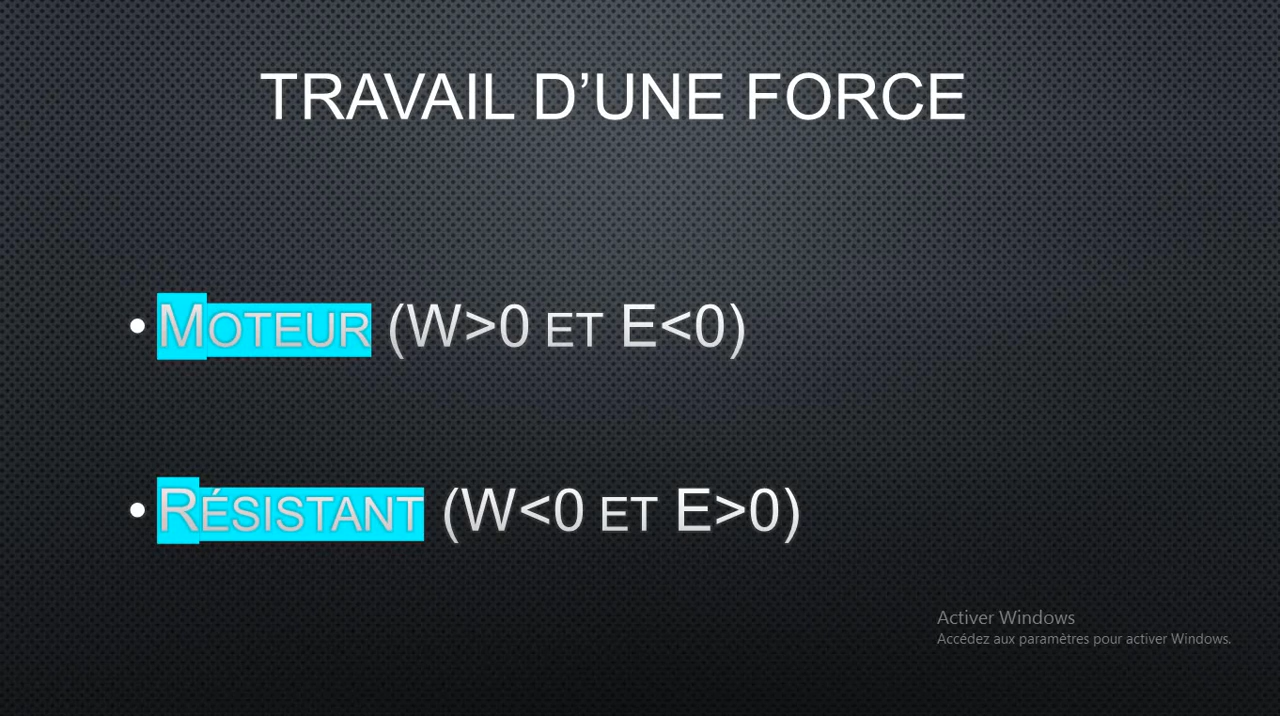 TRAVAIL D’UNE FORCE
• MOTEUR (W>0 ET E<0)
• RÉSISTANT (W<0 ET E>0)
Activer Windows
Accédez aux paramètres pour activer Windows.